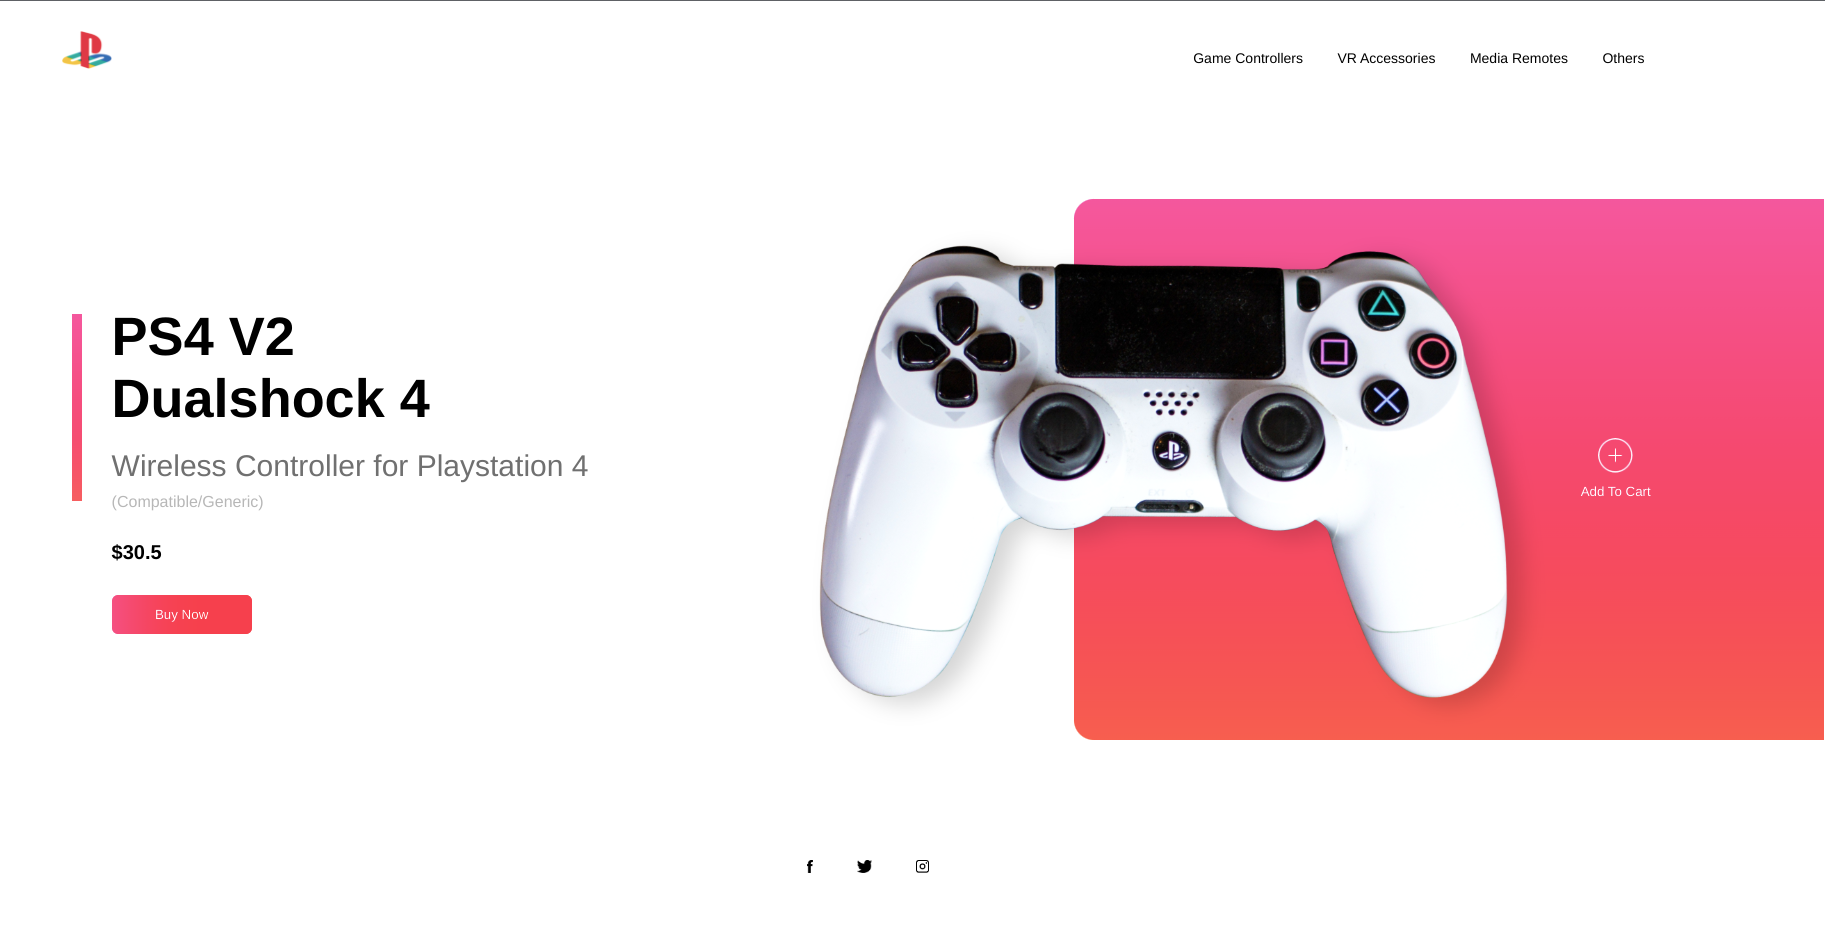 Game Controllers
VR Accessories
Media Remotes
Others
PS4 V2
Dualshock 4
Wireless Controller for Playstation 4
(Compatible/Generic)
$30.5
Buy Now
Add To Cart